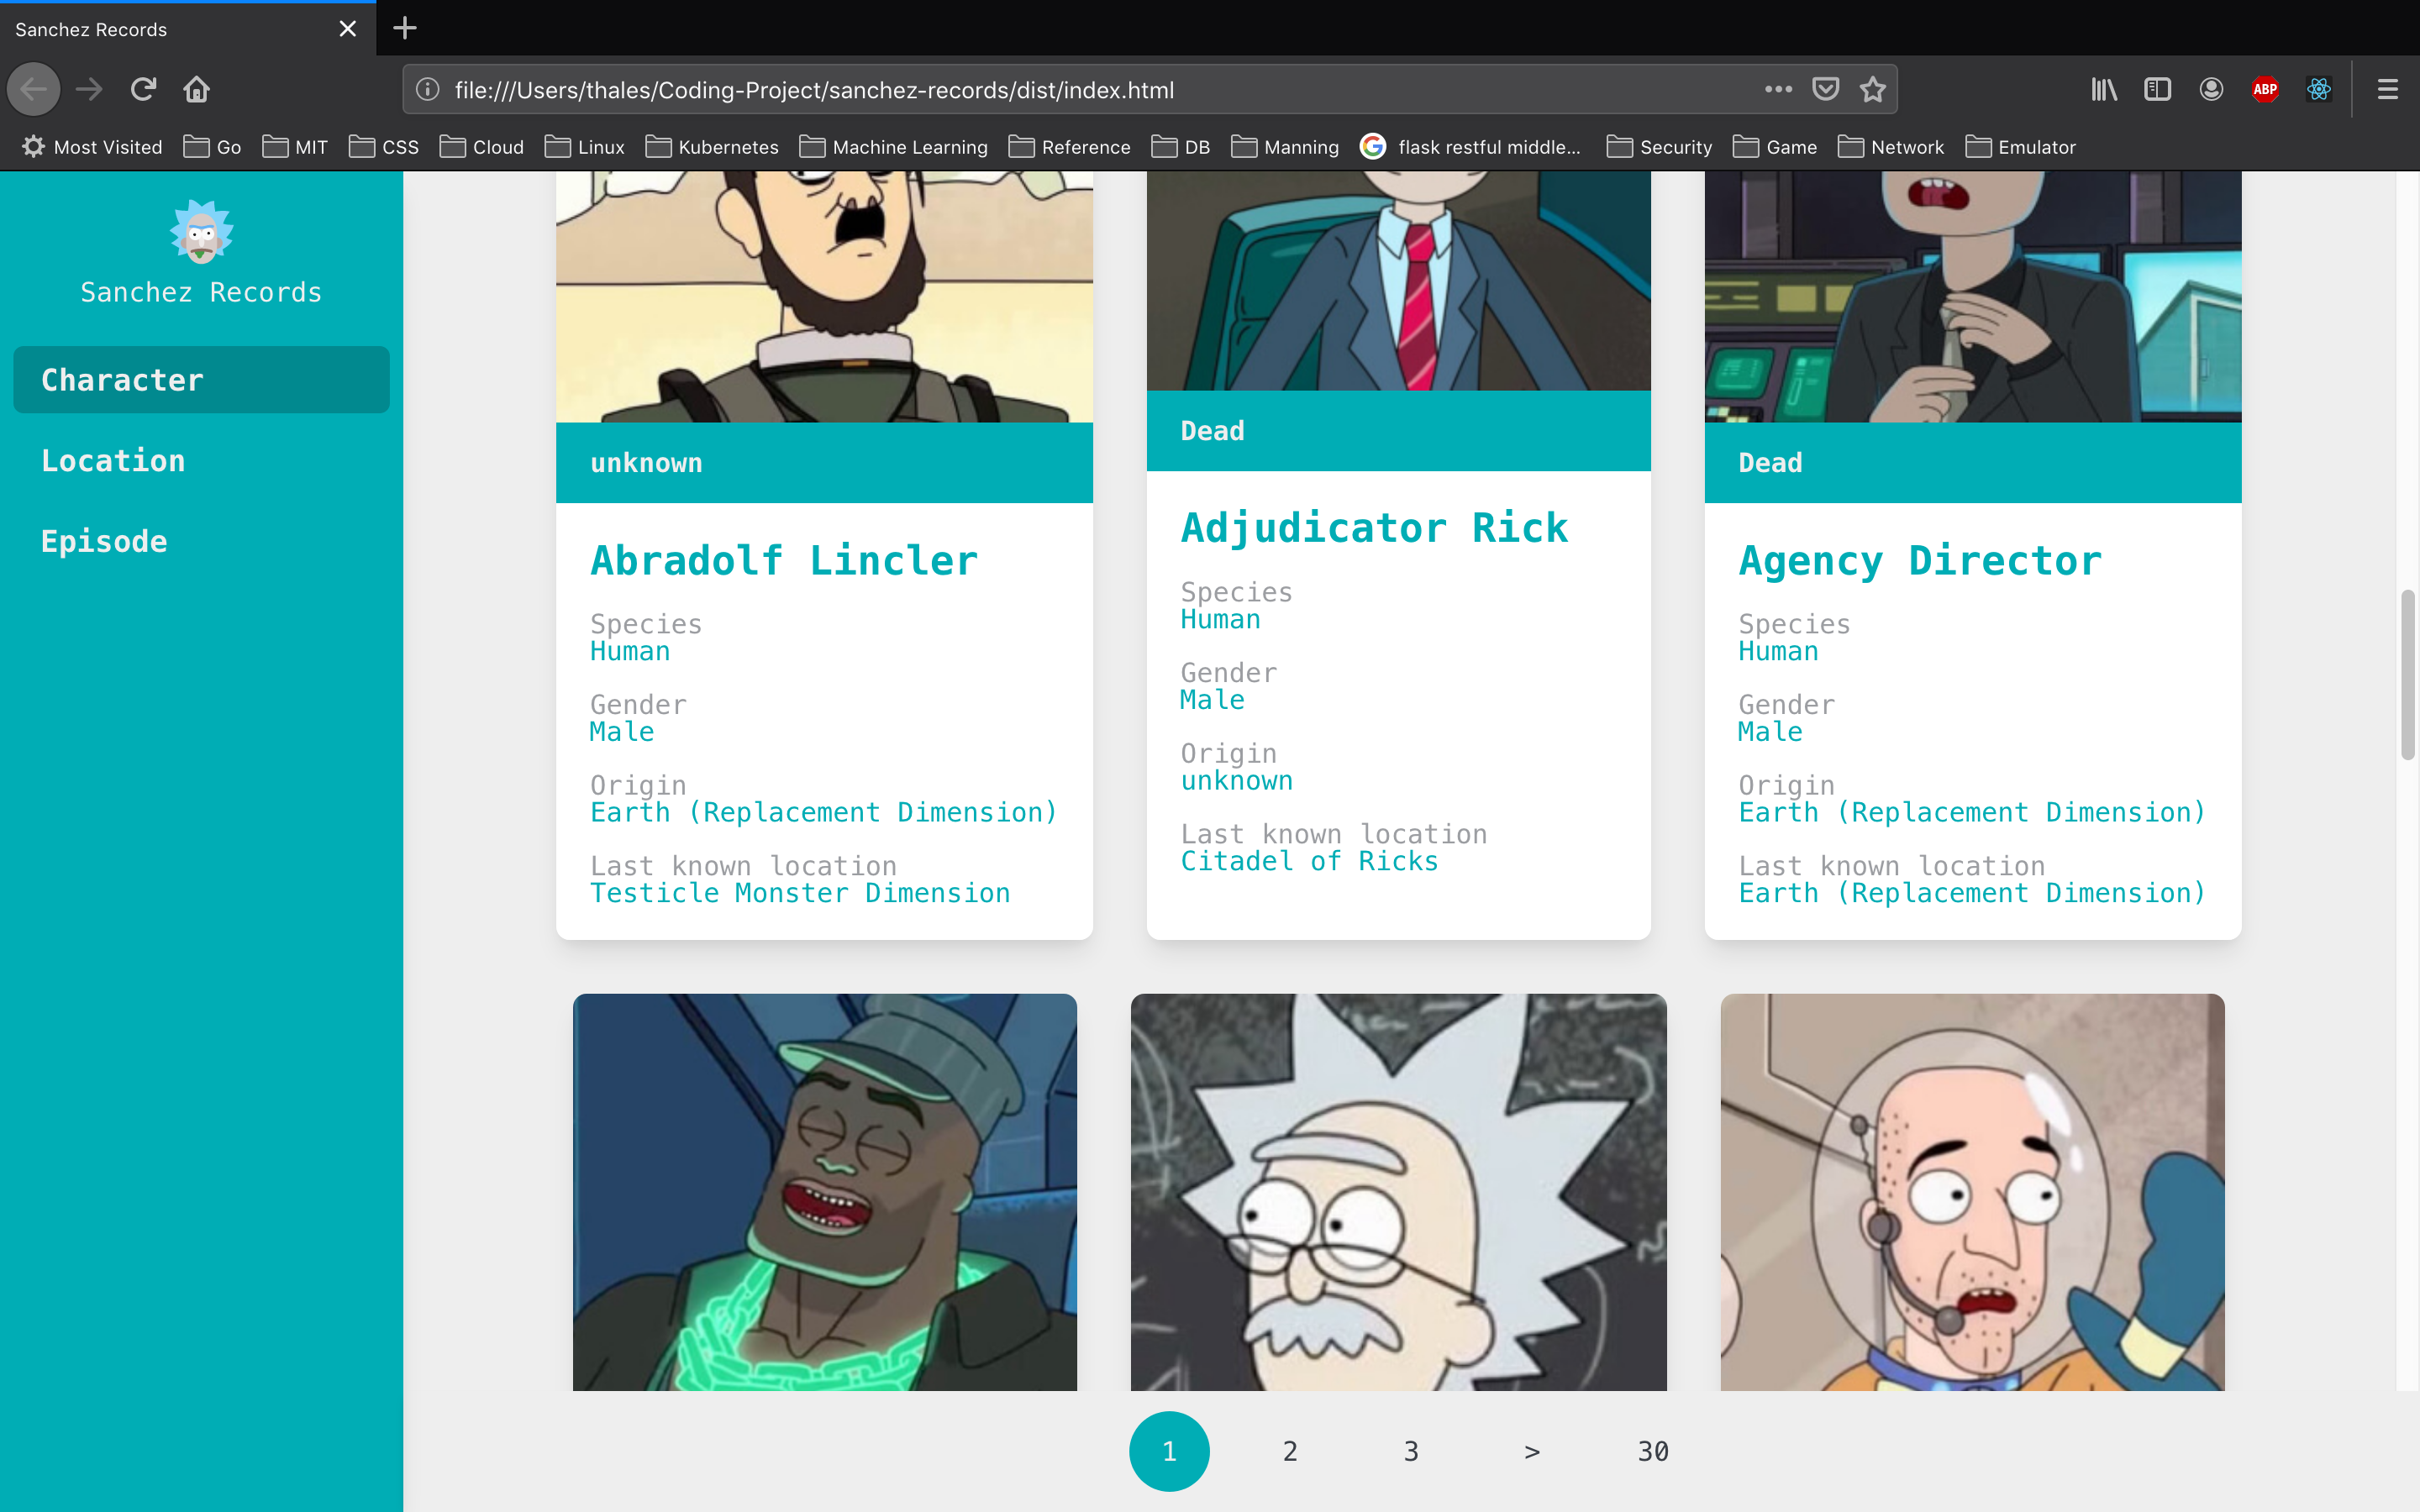 Sanchez Records
file:///Users/thales/Coding-Project/sanchez-records/dist/index.html
ABP
Most Visited Go MIT CSS Cloud Linux Kubernetes Machine Learning Reference DB Manning flask restful middle... Security Game Network Emulator
Sanchez Records
Character
Location
Episode
unknown
Abradolf Lincler
Species
Human
Gender
Male
Origin
Earth (Replacement Dimension)
Last known location
Testicle Monster Dimension
Dead
Adjudicator Rick
Species
Human
Gender
Male
Origin
unknown
Last known location
Citadel of Ricks
Dead
Agency Director
Species
Human
Gender
Male
Origin
Earth (Replacement Dimension)
Last known location
Earth (Replacement Dimension)
1 2 3 > 30